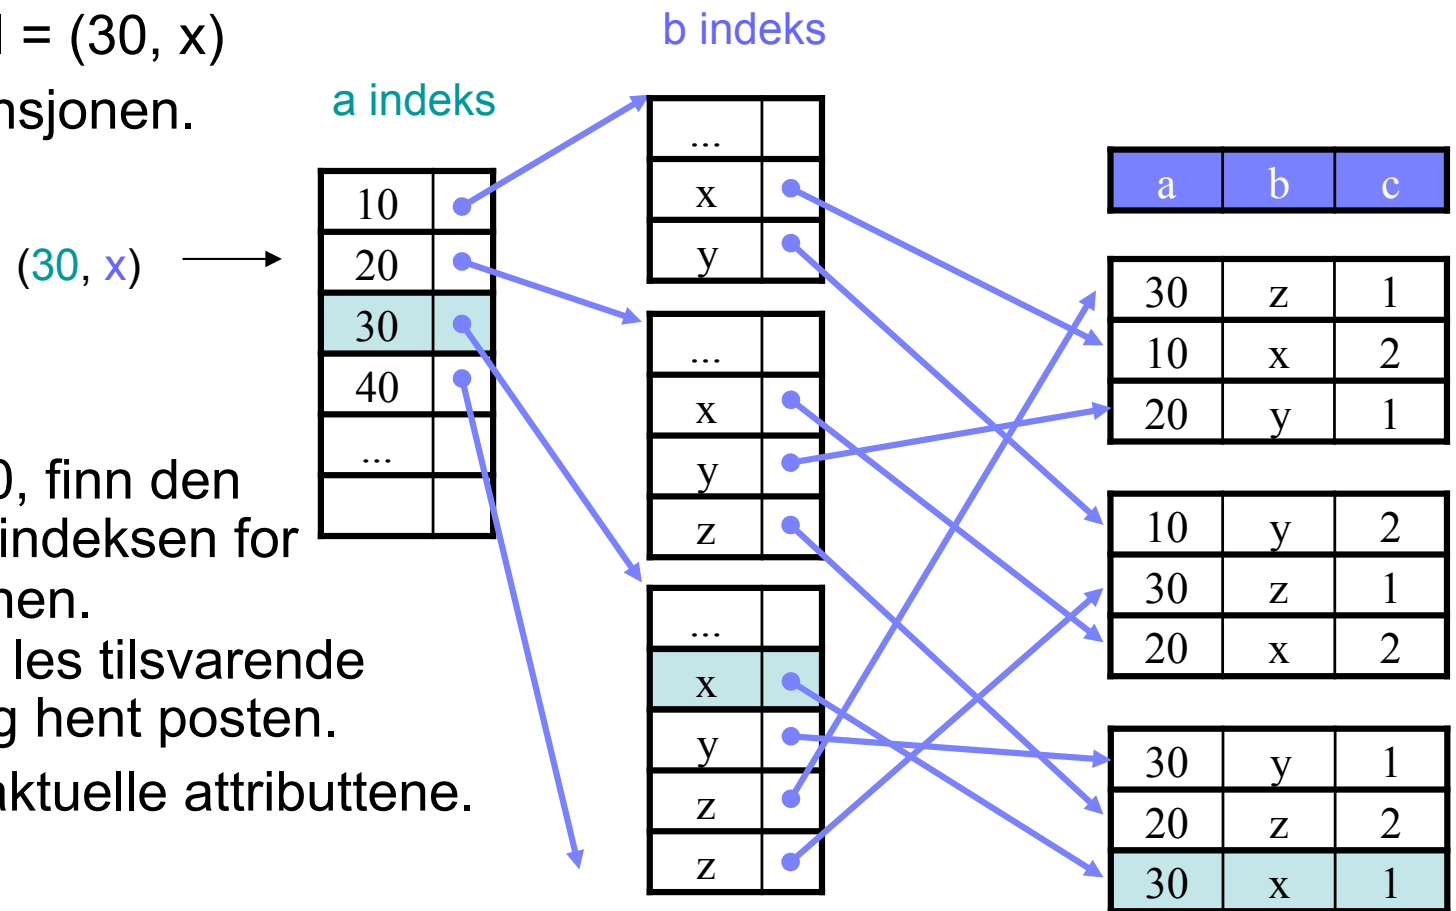 l = (30, x)
nsjonen.
(30, x)
0, finn den
indeksen for
nen.
les tilsvarende
g hent posten.
aktuelle attributtene.
a indeks
10
20
30
40
...
b indeks
...
x
y
...
x
y
z
...
x
y
z
z
a b c
30 z 1
10 x 2
20 y 1
10 y 2
30 z 1
20 x 2
30 y 1
20 z 2
30 x 1